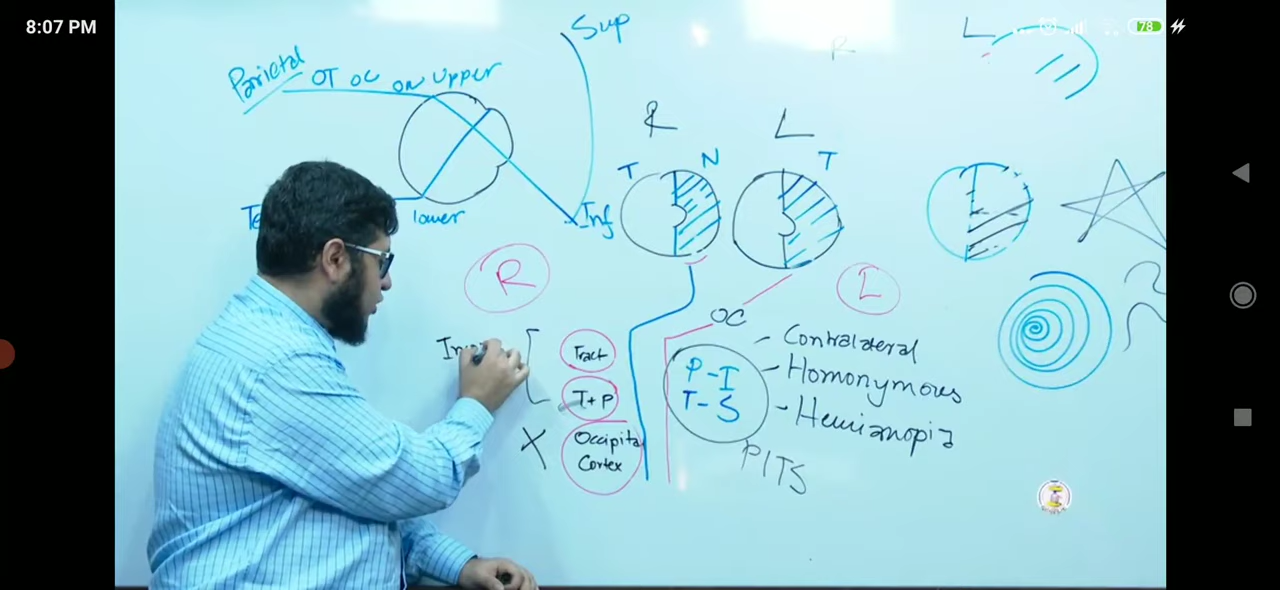 8:07 PM
78
Sup
Parietal OT OC ON Upper
lower
Inf
R
L
T
N
T
R
L
R
L
OC
Tract
T+P
Occipital
Cortex
X
P - I
T - S
PITS
- Contralateral
- Homonymous
- Hemianopia